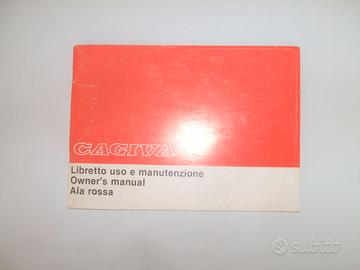 CAGIVA
Libretto uso e manutenzione
Owner's manual
Ala rossa
subito